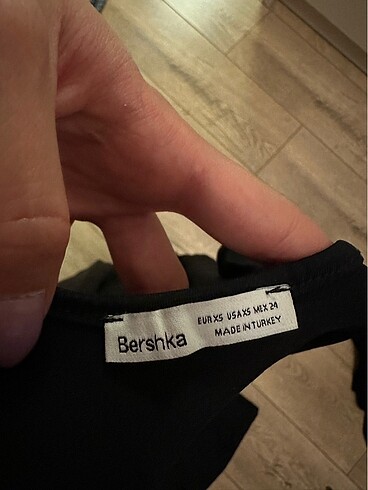 Bershka
EUR XS USA XS MEX 24
MADE IN TURKEY